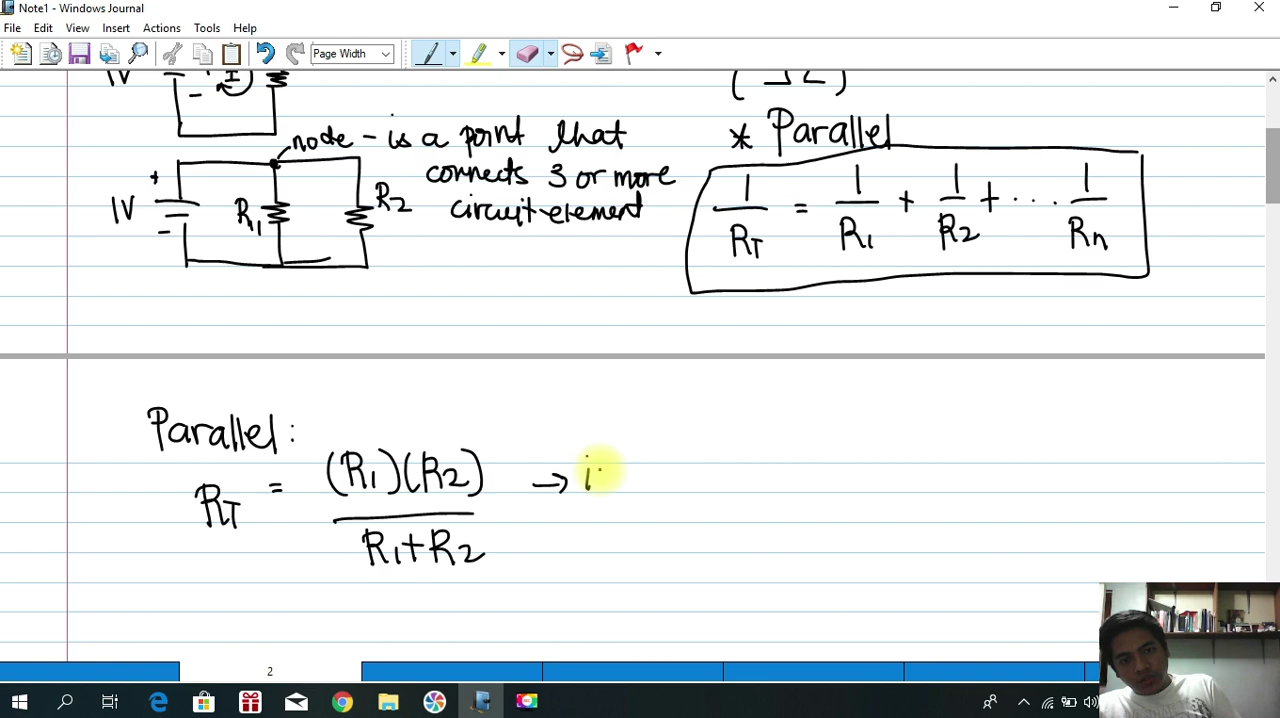 Note1 - Windows Journal
File Edit View Insert Actions Tools Help
Page Width
1V - I
node - is a point that
connects 3 or more
circuit element
+
1V R1 R2
-
* Parallel
1/RT = 1/R1 + 1/R2 + ... 1/Rn
Parallel:
RT = (R1)(R2) → i
R1+R2
2